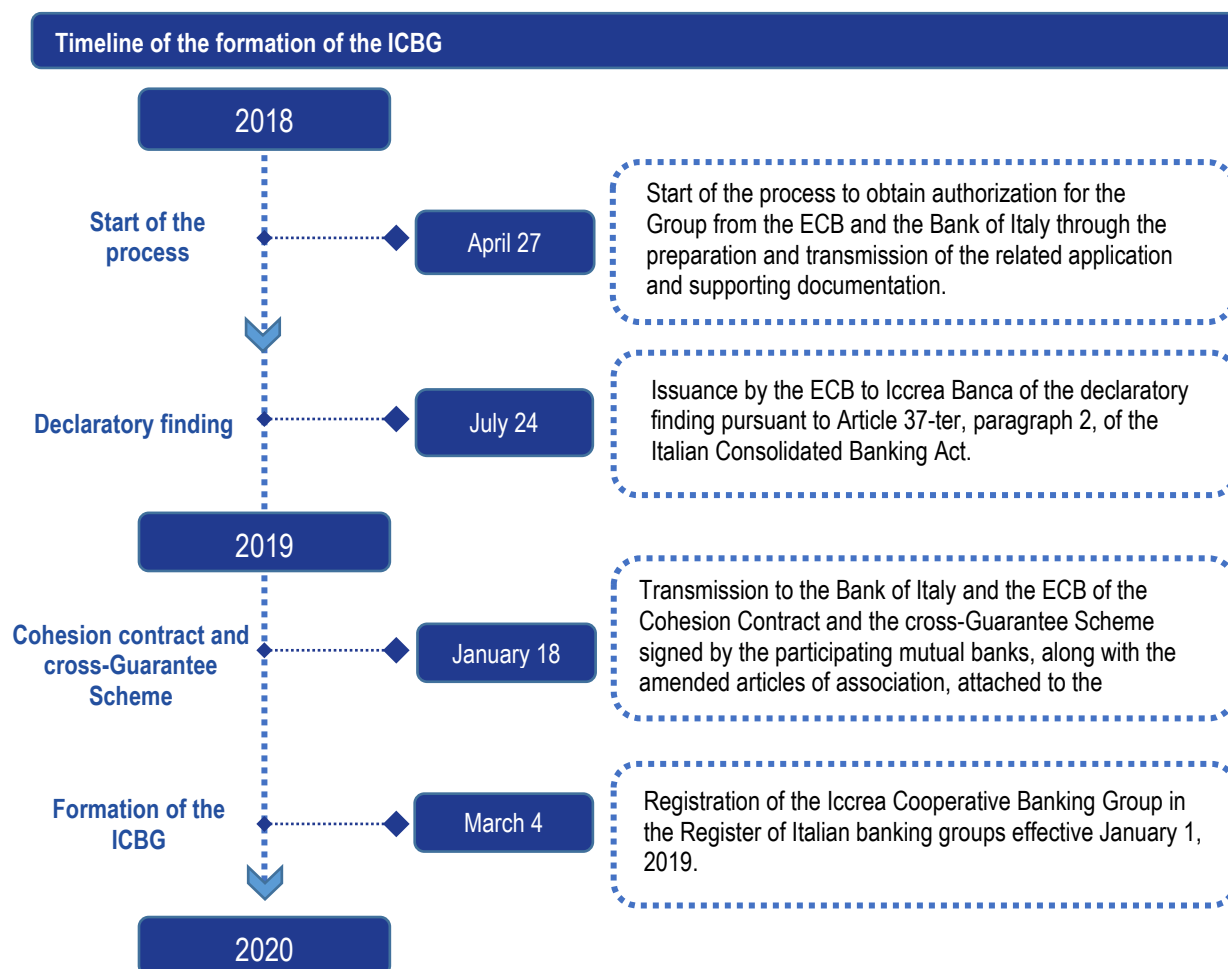 Timeline of the formation of the ICBG
2018
Start of the
process
April 27
Start of the process to obtain authorization for the
Group from the ECB and the Bank of Italy through the
preparation and transmission of the related application
and supporting documentation.
Declaratory finding
July 24
Issuance by the ECB to Iccrea Banca of the declaratory
finding pursuant to Article 37-ter, paragraph 2, of the
Italian Consolidated Banking Act.
2019
Cohesion contract and
cross-Guarantee
Scheme
January 18
Transmission to the Bank of Italy and the ECB of the
Cohesion Contract and the cross-Guarantee Scheme
signed by the participating mutual banks, along with the
amended articles of association, attached to the
Formation of the
ICBG
March 4
Registration of the Iccrea Cooperative Banking Group in
the Register of Italian banking groups effective January 1,
2019.
2020